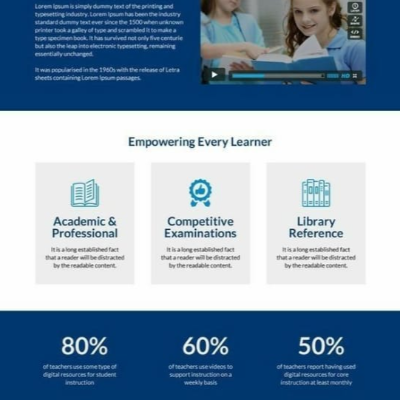 Lorem Ipsum is simply dummy text of the printing and
typesetting industry. Lorem Ipsum has been the industry
standard dummy text ever since the 1500 when unknown
printer took a galley of type and scrambled it to make a
type specimen book. It has survived not only five centurie
but also the leap into electronic typesetting, remaining
essentially unchanged.
It was popularised in the 1960s with the release of Letra
sheets containing Lorem Ipsum passages.
Empowering Every Learner
Academic &
Professional
It is a long established fact
that a reader will be distracted
by the readable content.
Competitive
Examinations
It is a long established fact
that a reader will be distracted
by the readable content.
Library
Reference
It is a long established fact
that a reader will be distracted
by the readable content.
80%
of teachers use some type of
digital resources for student
instruction
60%
of teachers use videos to
support instruction on a
weekly basis
50%
of teachers report having used
digital resources for core
instruction at least monthly